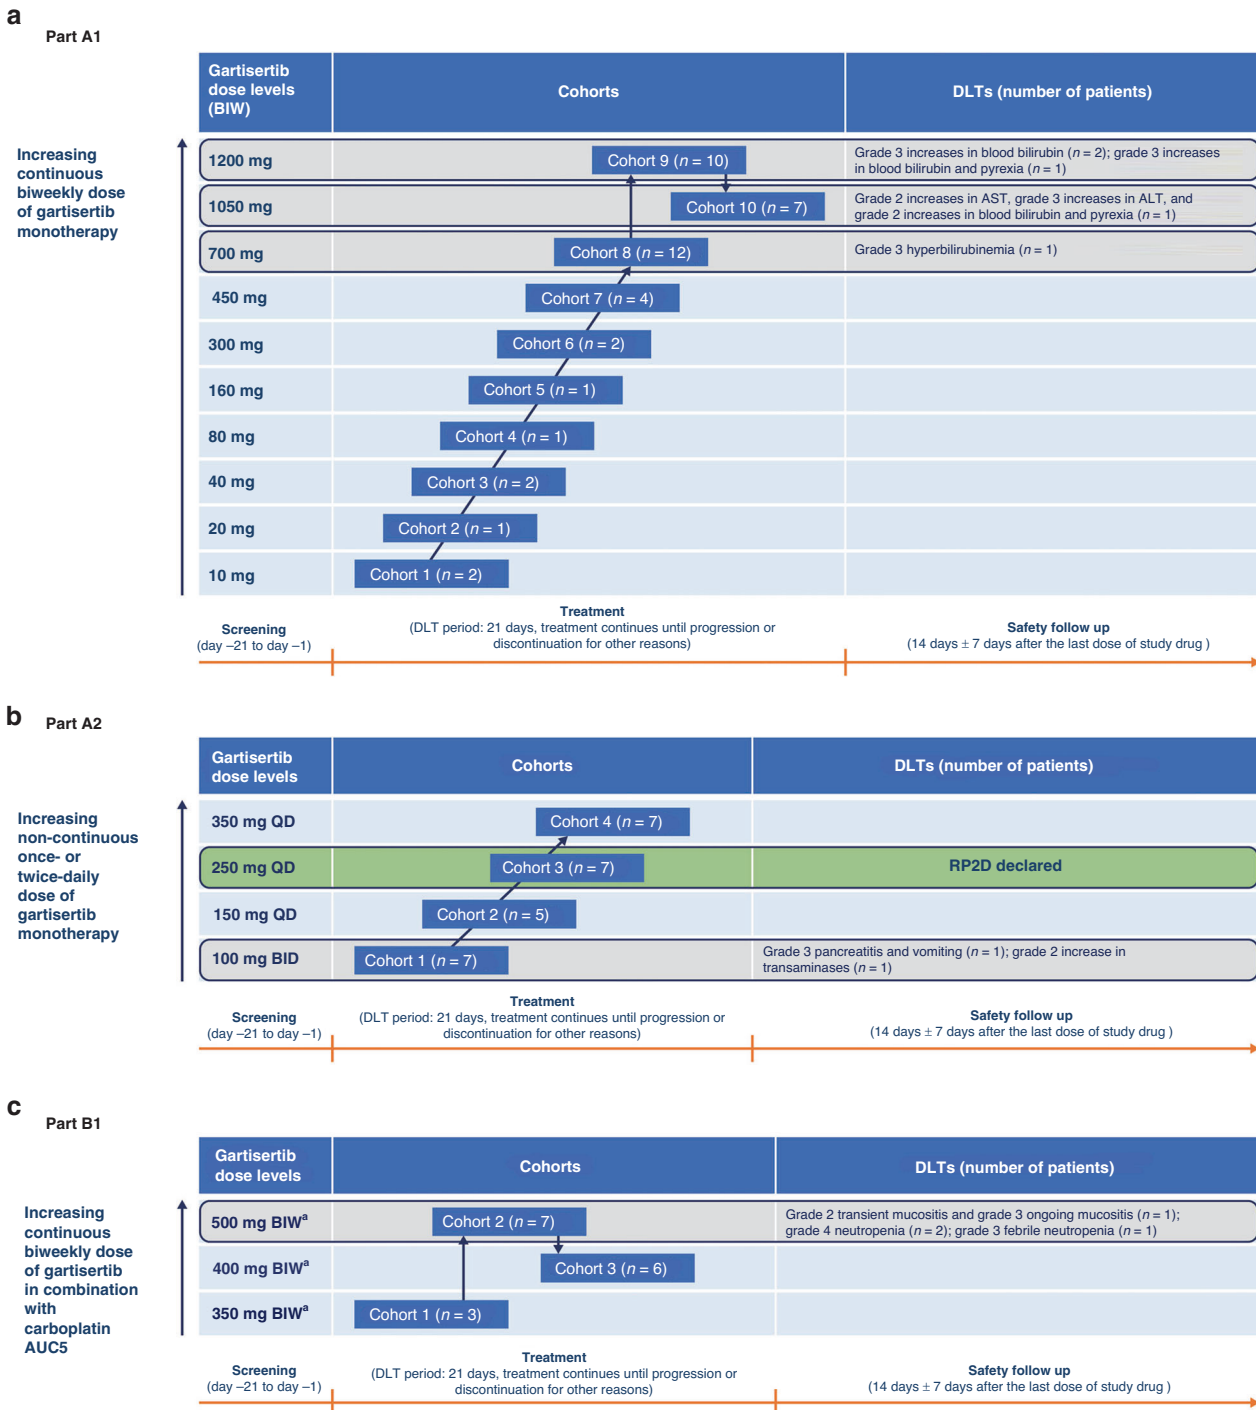 a
Part A1
Gartisertib
dose levels
(BIW)
Cohorts
DLTs (number of patients)
Increasing
continuous
biweekly dose
of gartisertib
monotherapy
1200 mg
Cohort 9 (n = 10)
Grade 3 increases in blood bilirubin (n = 2); grade 3 increases
in blood bilirubin and pyrexia (n = 1)
1050 mg
Cohort 10 (n = 7)
Grade 2 increases in AST, grade 3 increases in ALT, and
grade 2 increases in blood bilirubin and pyrexia (n = 1)
700 mg
Cohort 8 (n = 12)
Grade 3 hyperbilirubinemia (n = 1)
450 mg
Cohort 7 (n = 4)
300 mg
Cohort 6 (n = 2)
160 mg
Cohort 5 (n = 1)
80 mg
Cohort 4 (n = 1)
40 mg
Cohort 3 (n = 2)
20 mg
Cohort 2 (n = 1)
10 mg
Cohort 1 (n = 2)
Screening
(day –21 to day –1)
Treatment
(DLT period: 21 days, treatment continues until progression or
discontinuation for other reasons)
Safety follow up
(14 days ± 7 days after the last dose of study drug )
b
Part A2
Gartisertib
dose levels
Cohorts
DLTs (number of patients)
Increasing
non-continuous
once- or
twice-daily
dose of
gartisertib
monotherapy
350 mg QD
Cohort 4 (n = 7)
250 mg QD
Cohort 3 (n = 7)
RP2D declared
150 mg QD
Cohort 2 (n = 5)
100 mg BID
Cohort 1 (n = 7)
Grade 3 pancreatitis and vomiting (n = 1); grade 2 increase in
transaminases (n = 1)
Screening
(day –21 to day –1)
Treatment
(DLT period: 21 days, treatment continues until progression or
discontinuation for other reasons)
Safety follow up
(14 days ± 7 days after the last dose of study drug )
c
Part B1
Gartisertib
dose levels
Cohorts
DLTs (number of patients)
Increasing
continuous
biweekly dose
of gartisertib
in combination
with
carboplatin
AUC5
500 mg BIWᵃ
Cohort 2 (n = 7)
Grade 2 transient mucositis and grade 3 ongoing mucositis (n = 1);
grade 4 neutropenia (n = 2); grade 3 febrile neutropenia (n = 1)
400 mg BIWᵃ
Cohort 3 (n = 6)
350 mg BIWᵃ
Cohort 1 (n = 3)
Screening
(day –21 to day –1)
Treatment
(DLT period: 21 days, treatment continues until progression or
discontinuation for other reasons)
Safety follow up
(14 days ± 7 days after the last dose of study drug )